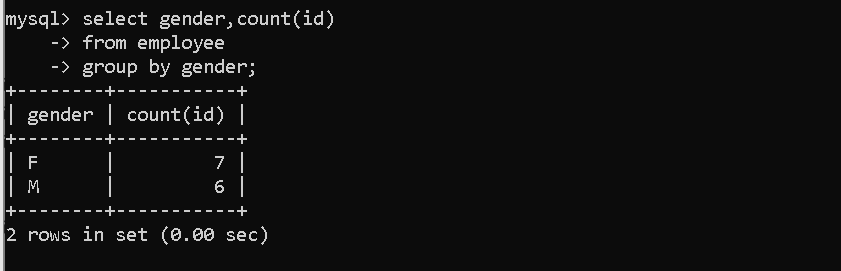 mysql> select gender,count(id)
    -> from employee
    -> group by gender;
+--------+-----------+
| gender | count(id) |
+--------+-----------+
| F      |         7 |
| M      |         6 |
+--------+-----------+
2 rows in set (0.00 sec)